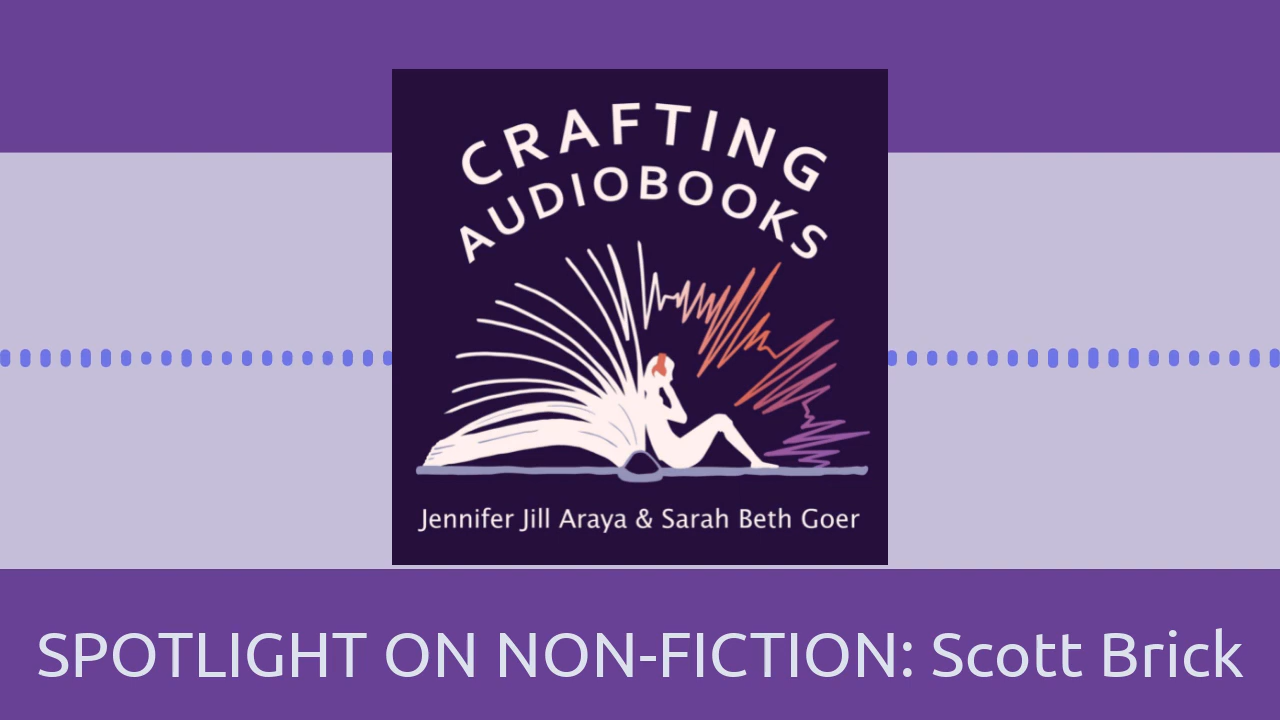 CRAFTING
AUDIOBOOKS
Jennifer Jill Araya & Sarah Beth Goer
SPOTLIGHT ON NON-FICTION: Scott Brick